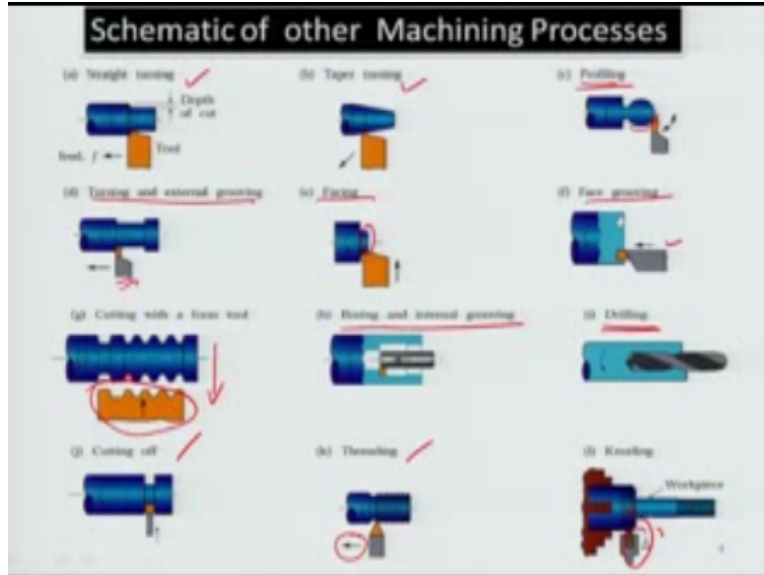 Schematic of other Machining Processes
(a) Straight turning
(b) Taper turning
(c) Profiling
Depth
of cut
feed, f
Tool
(d) Turning and external grooving
(e) Facing
(f) Face grooving
(g) Cutting with a form tool
(h) Boring and internal grooving
(i) Drilling
(j) Cutting off
(k) Threading
(l) Knurling
Workpiece